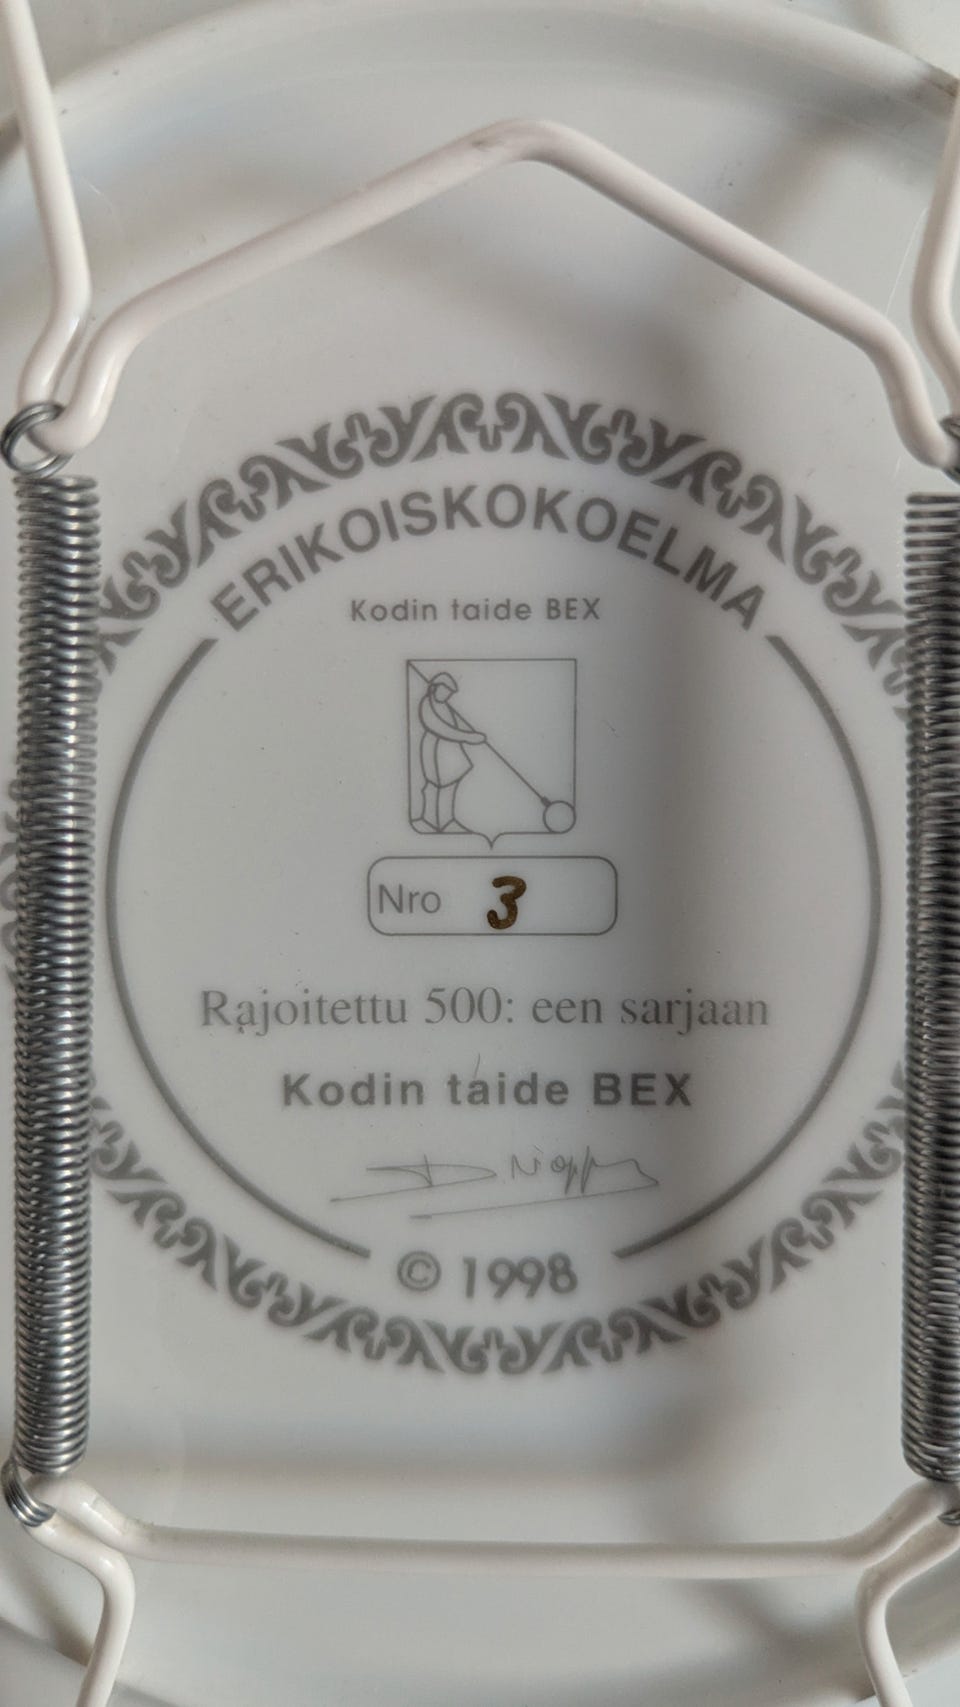 ERIKOISKOKOELMA
Kodin taide BEX
Nro 3
Rajoitettu 500: een sarjaan
Kodin taide BEX
© 1998